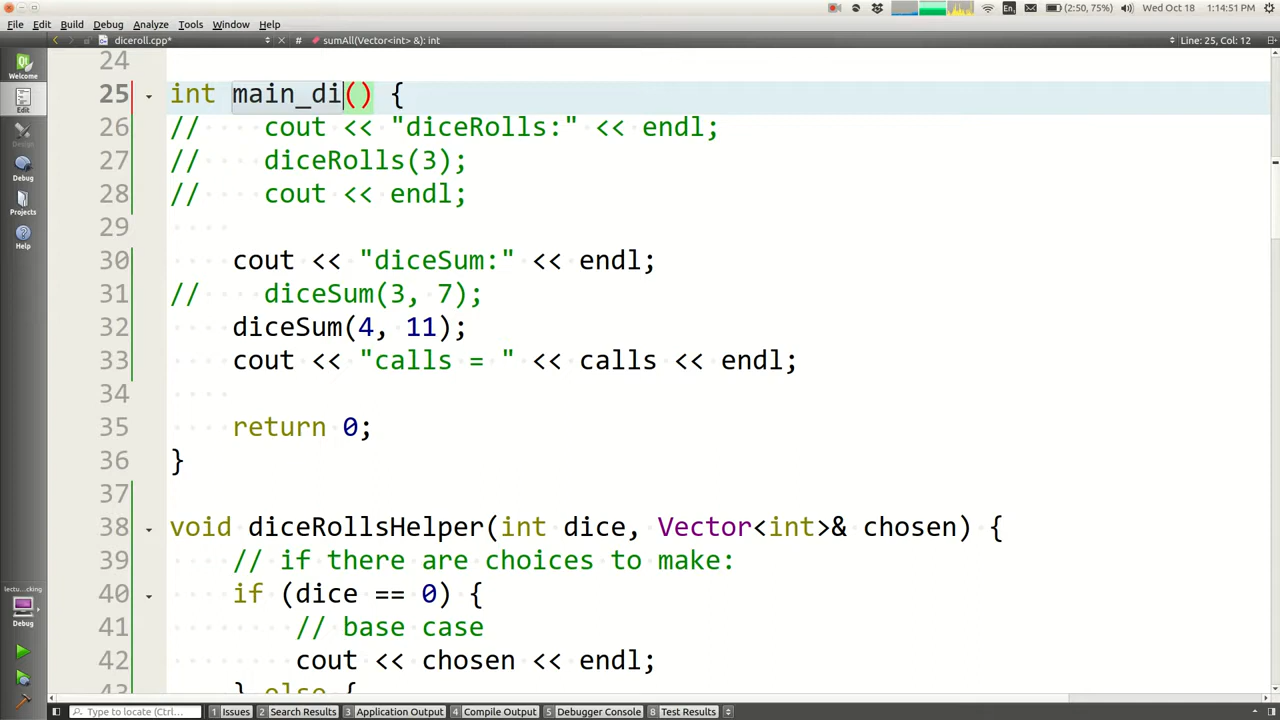 En (2:50, 75%) Wed Oct 18 1:14:51 PM
File Edit Build Debug Analyze Tools Window Help
diceroll.cpp* # sumAll(Vector<int> &): int Line: 25, Col: 12
Welcome
Edit
Design
Debug
Projects
Help
24
25 int main_di() {
26 //    cout << "diceRolls:" << endl;
27 //    diceRolls(3);
28 //    cout << endl;
29
30     cout << "diceSum:" << endl;
31 //    diceSum(3, 7);
32     diceSum(4, 11);
33     cout << "calls = " << calls << endl;
34
35     return 0;
36 }
37
38 void diceRollsHelper(int dice, Vector<int>& chosen) {
39     // if there are choices to make:
40     if (dice == 0) {
41         // base case
42         cout << chosen << endl;
43     } else {
lectu...cking
Debug
Type to locate (Ctrl... 1 Issues 2 Search Results 3 Application Output 4 Compile Output 5 Debugger Console 8 Test Results